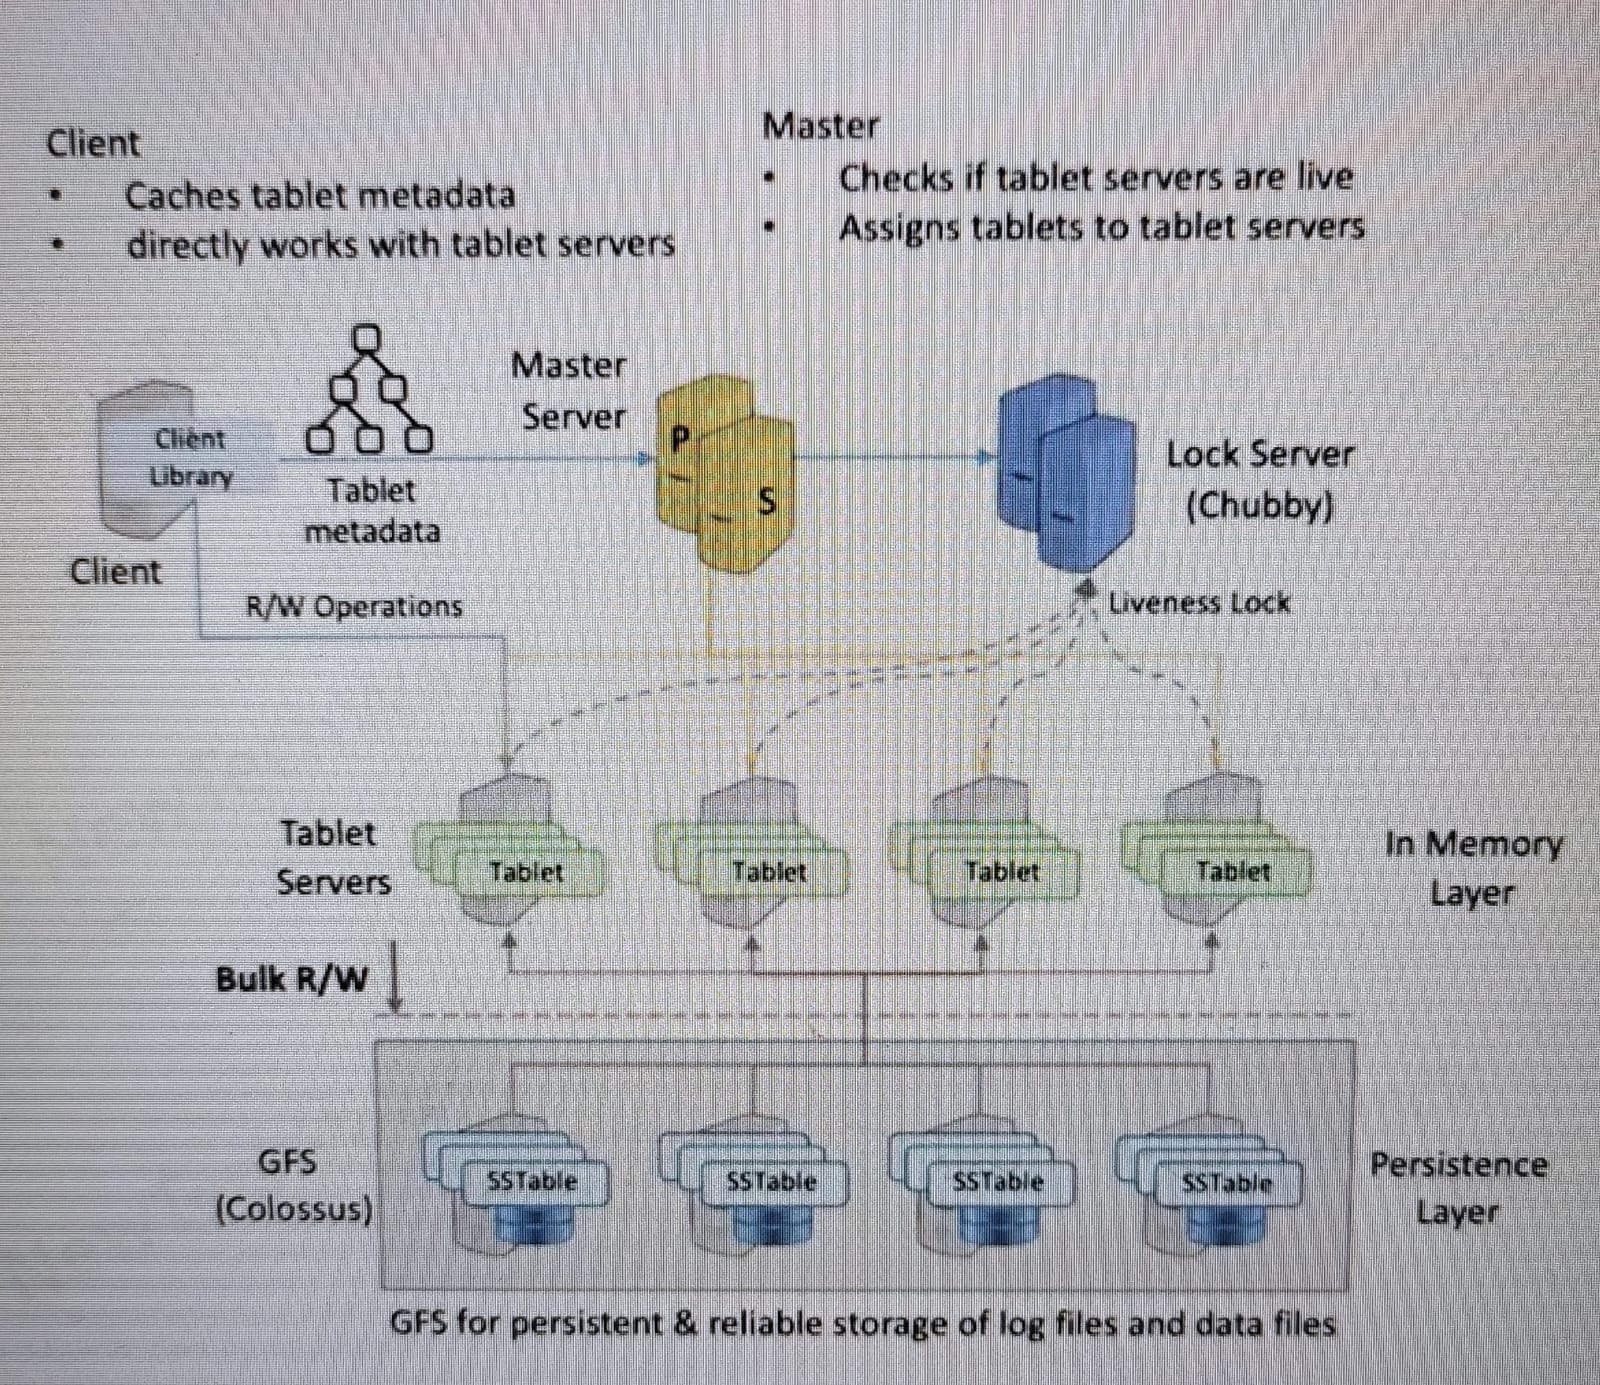 Client
• Caches tablet metadata
• directly works with tablet servers
Master
• Checks if tablet servers are live
• Assigns tablets to tablet servers
Client
Library
Client
Tablet
metadata
Master
Server
P
S
Lock Server
(Chubby)
R/W Operations
Liveness Lock
Tablet
Servers
Tablet
Tablet
Tablet
Tablet
In Memory
Layer
Bulk R/W
GFS
(Colossus)
SSTable
SSTable
SSTable
SSTable
Persistence
Layer
GFS for persistent & reliable storage of log files and data files